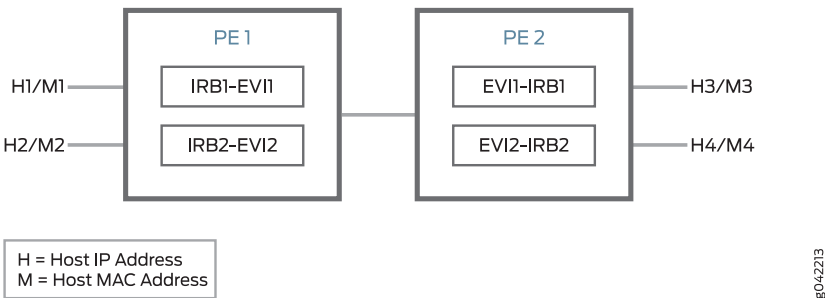 PE 1
PE 2
H1/M1
IRB1-EVI1
EVI1-IRB1
H3/M3
H2/M2
IRB2-EVI2
EVI2-IRB2
H4/M4
H = Host IP Address
M = Host MAC Address
g042213